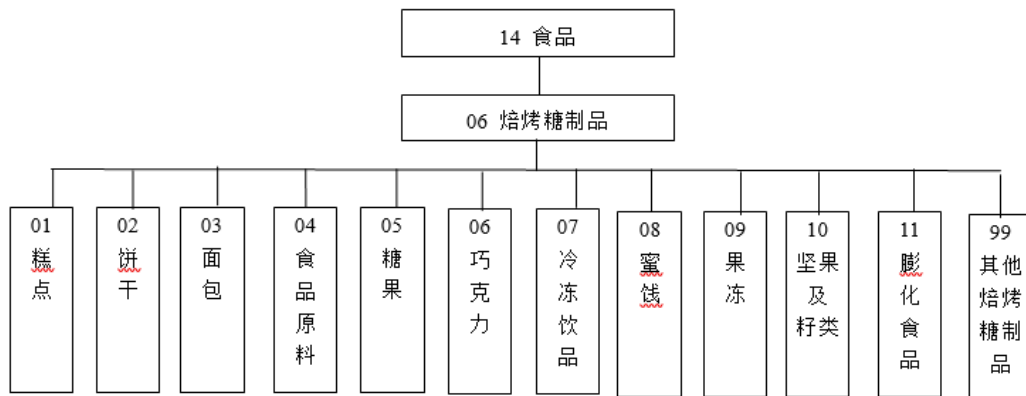 14 食品
06 焙烤糖制品
01
糕
点
02
饼
干
03
面
包
04
食
品
原
料
05
糖
果
06
巧
克
力
07
冷
冻
饮
品
08
蜜
饯
09
果
冻
10
坚果
及
籽类
11
膨
化
食
品
99
其他
焙烤
糖制
品